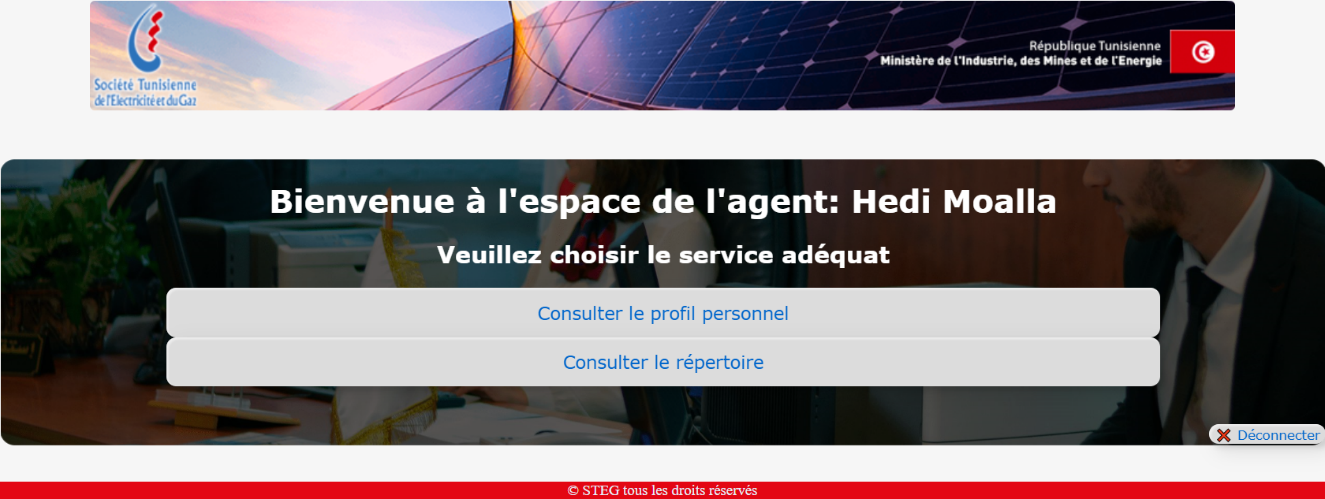 Société Tunisienne
de l'Electricité et du Gaz
République Tunisienne
Ministère de l'Industrie, des Mines et de l'Energie
Bienvenue à l'espace de l'agent: Hedi Moalla
Veuillez choisir le service adéquat
Consulter le profil personnel
Consulter le répertoire
Déconnecter
© STEG tous les droits réservés